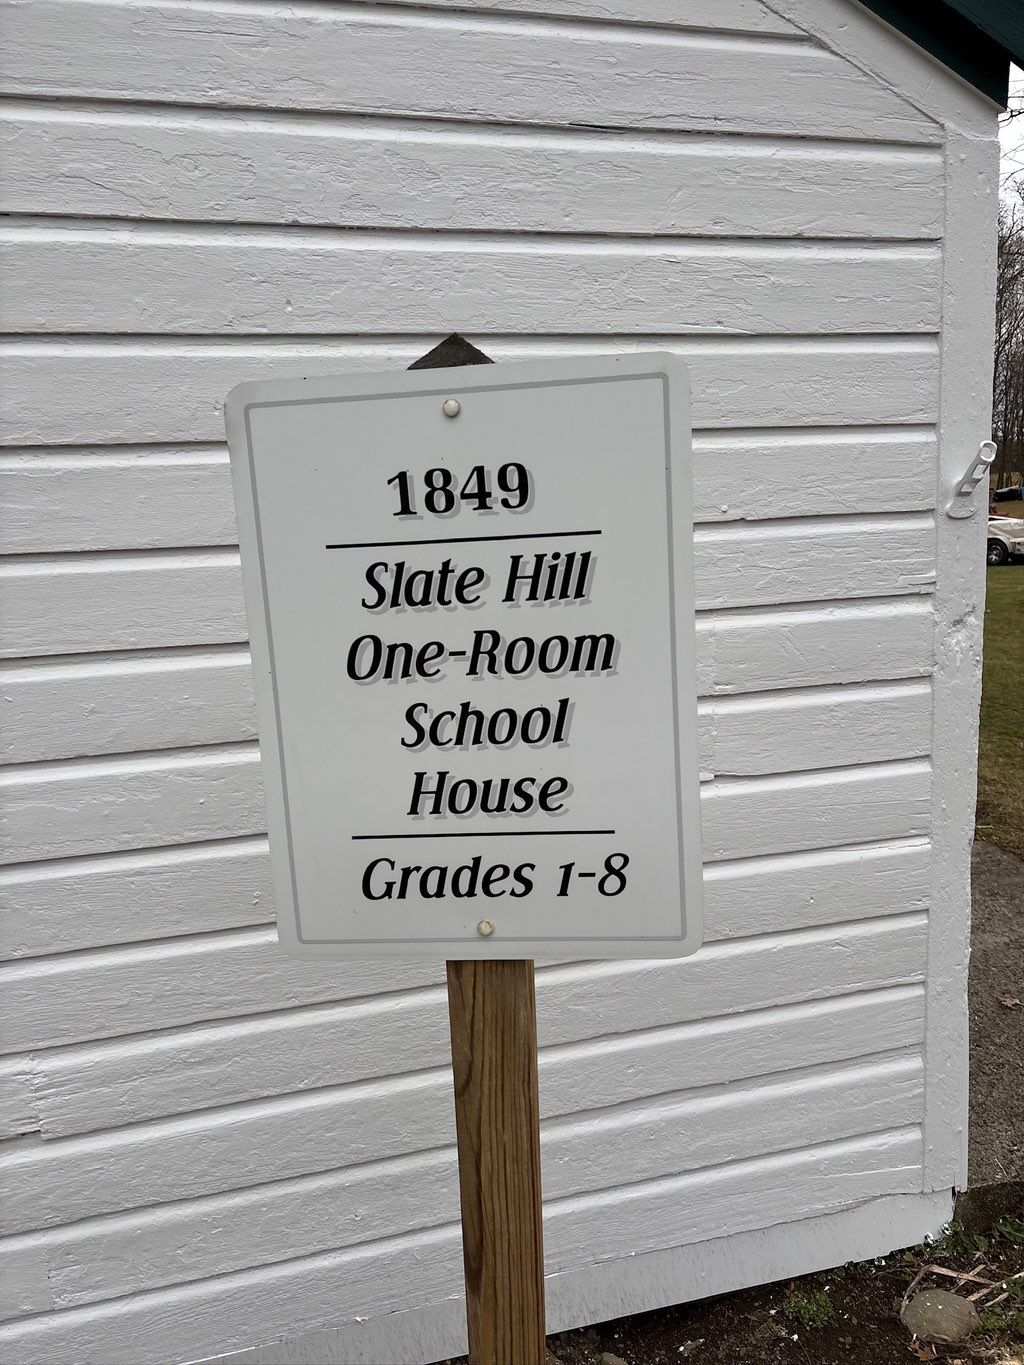 1849
Slate Hill
One-Room
School
House
Grades 1-8